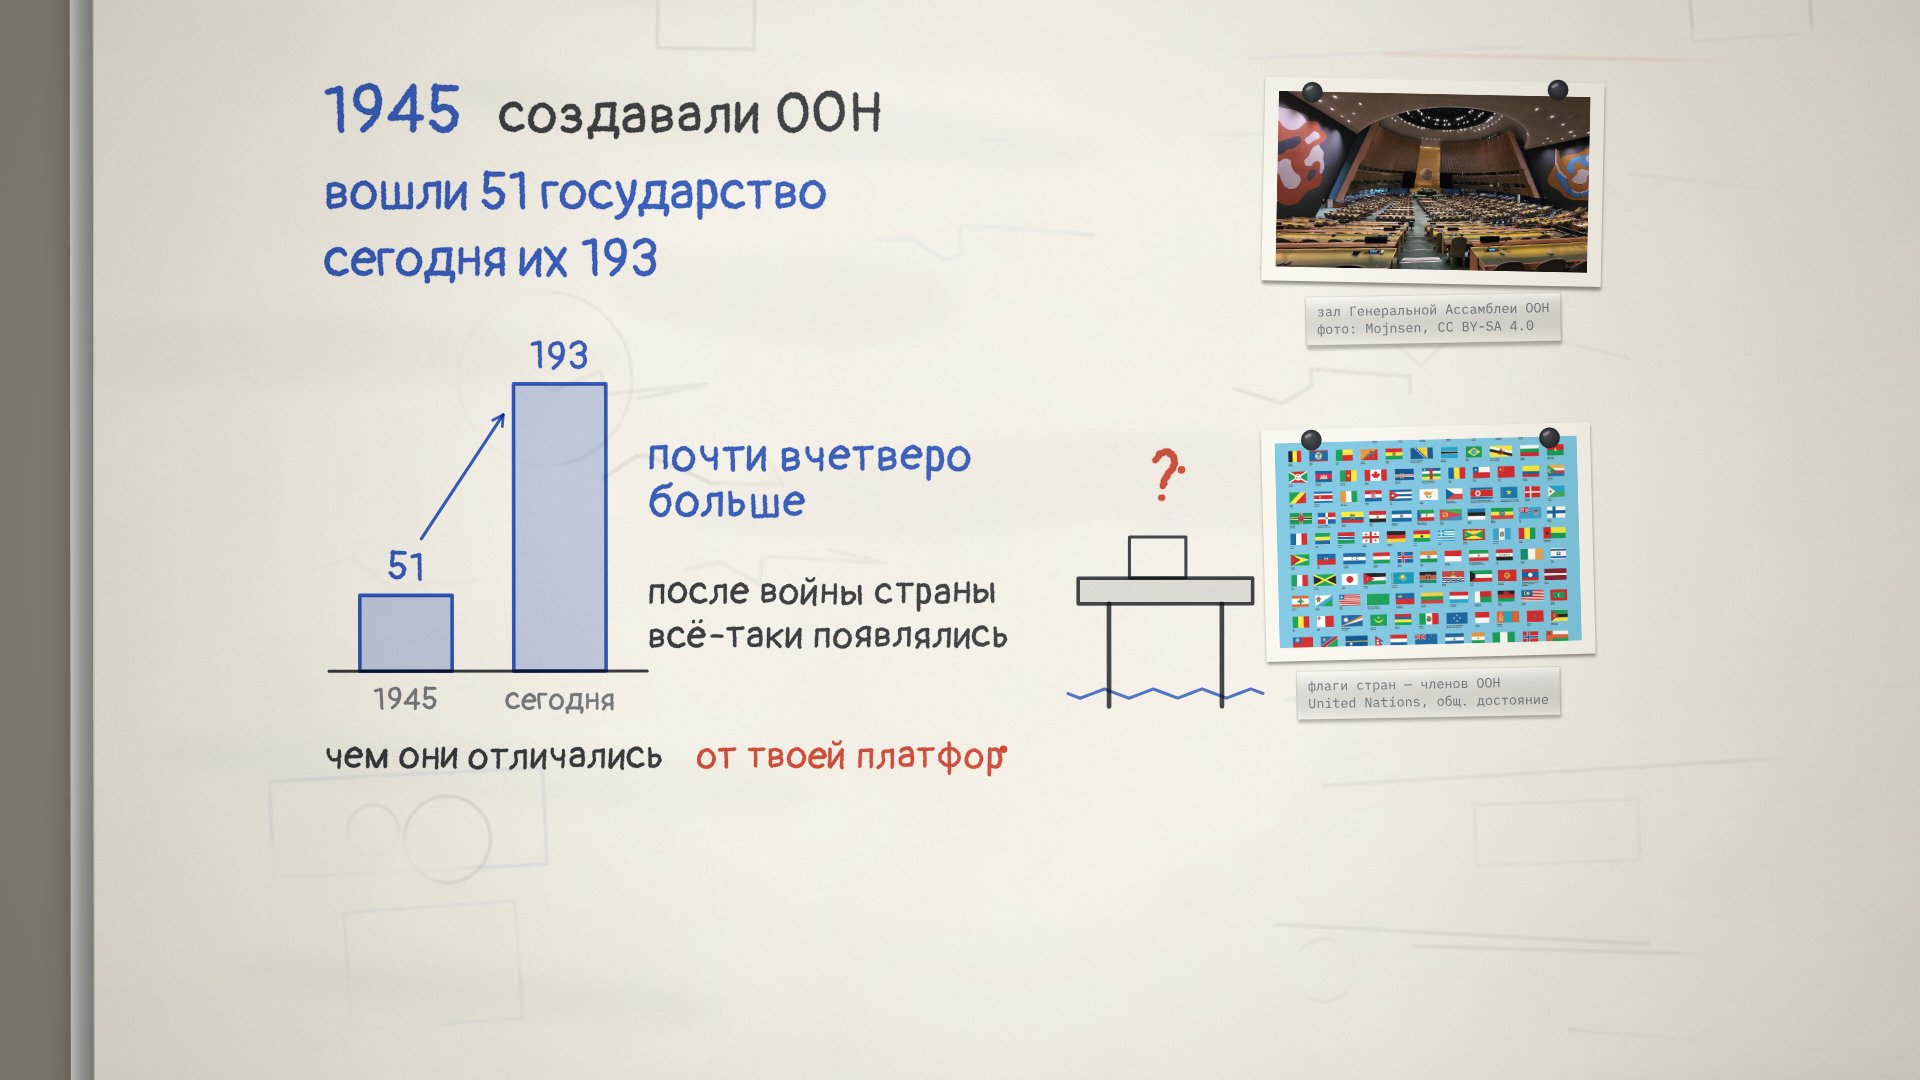 1945 создавали ООН
вошли 51 государство
сегодня их 193
193
51
1945
сегодня
почти вчетверо
больше
после войны страны
всё-таки появлялись
?
чем они отличались от твоей платфор
зал Генеральной Ассамблеи ООН
фото: Mojnsen, CC BY-SA 4.0
флаги стран — членов ООН
United Nations, общ. достояние